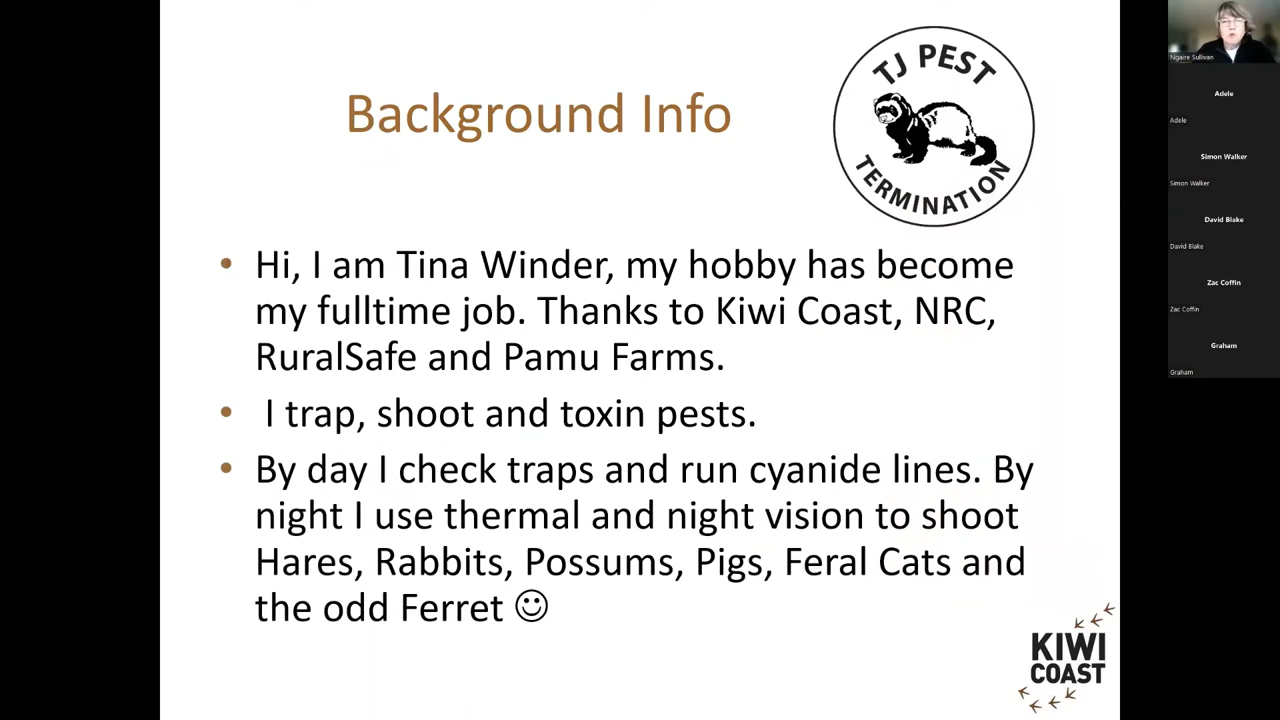 TJ PEST
TERMINATION
Background Info
• Hi, I am Tina Winder, my hobby has become
my fulltime job. Thanks to Kiwi Coast, NRC,
RuralSafe and Pamu Farms.
• I trap, shoot and toxin pests.
• By day I check traps and run cyanide lines. By
night I use thermal and night vision to shoot
Hares, Rabbits, Possums, Pigs, Feral Cats and
the odd Ferret ☺
KIWI
COAST
Ngaire Sullivan
Adele
Adele
Simon Walker
Simon Walker
David Blake
David Blake
Zac Coffin
Zac Coffin
Graham
Graham